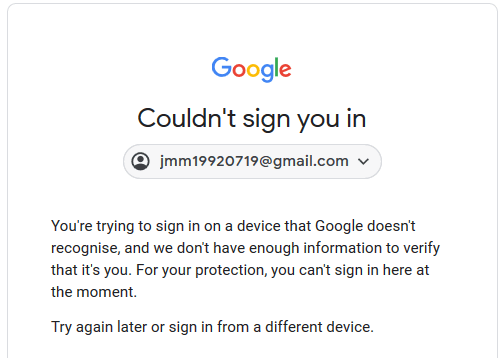 Google
Couldn't sign you in
jmm19920719@gmail.com
You're trying to sign in on a device that Google doesn't
recognise, and we don't have enough information to verify
that it's you. For your protection, you can't sign in here at
the moment.
Try again later or sign in from a different device.